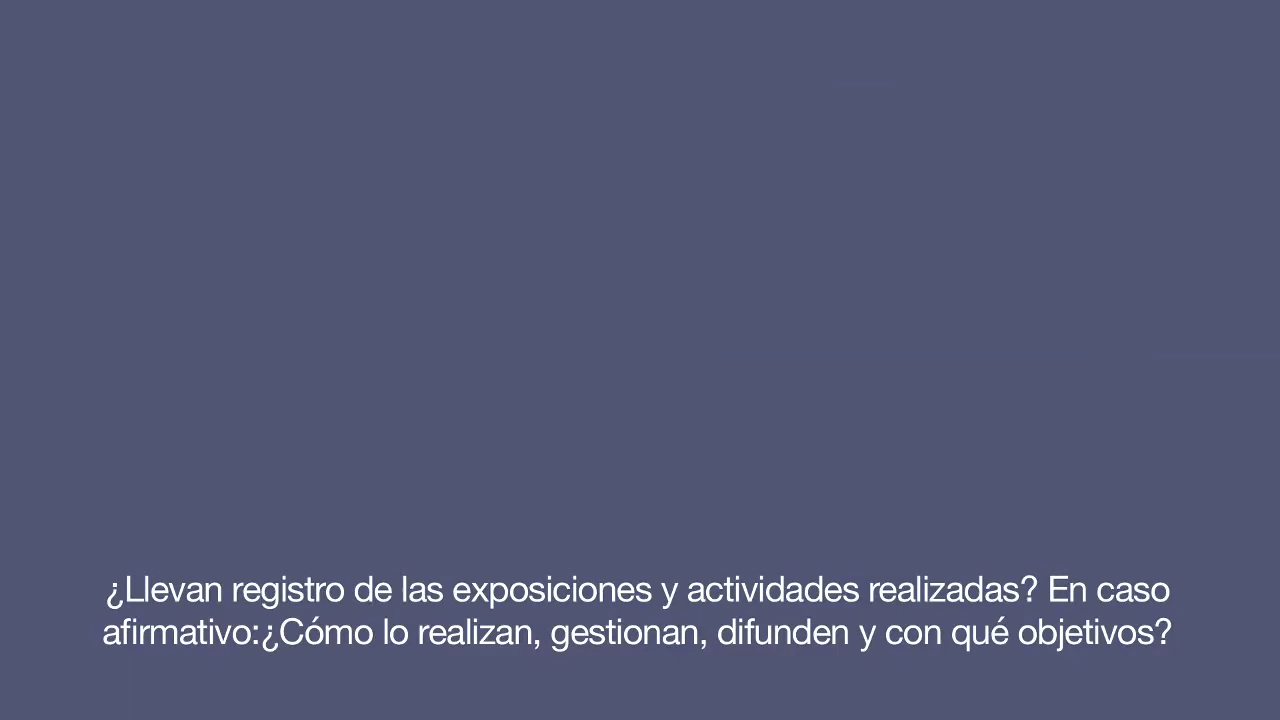 ¿Llevan registro de las exposiciones y actividades realizadas? En caso
afirmativo:¿Cómo lo realizan, gestionan, difunden y con qué objetivos?